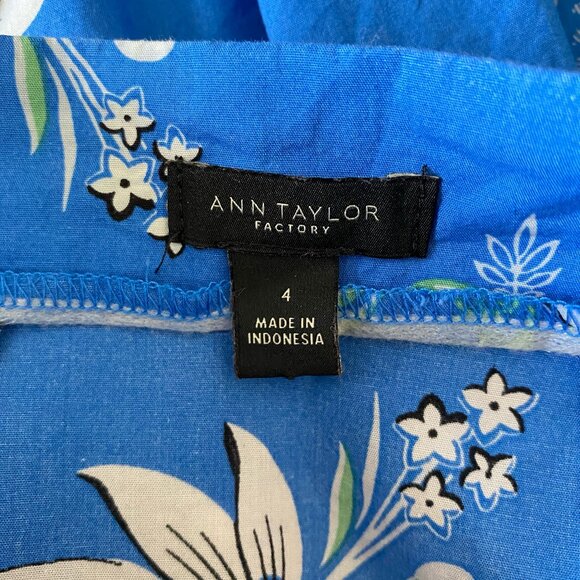 ANN TAYLOR
FACTORY
4
MADE IN
INDONESIA